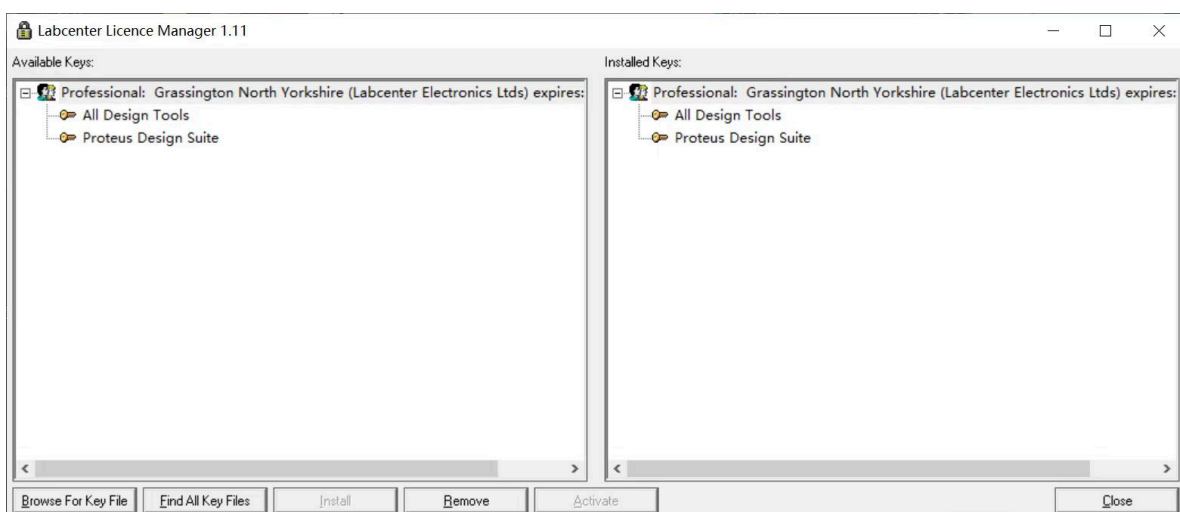 Labcenter Licence Manager 1.11
Available Keys:
Professional: Grassington North Yorkshire (Labcenter Electronics Ltds) expires:
All Design Tools
Proteus Design Suite
Installed Keys:
Professional: Grassington North Yorkshire (Labcenter Electronics Ltds) expires:
All Design Tools
Proteus Design Suite
Browse For Key File
Find All Key Files
Install
Remove
Activate
Close